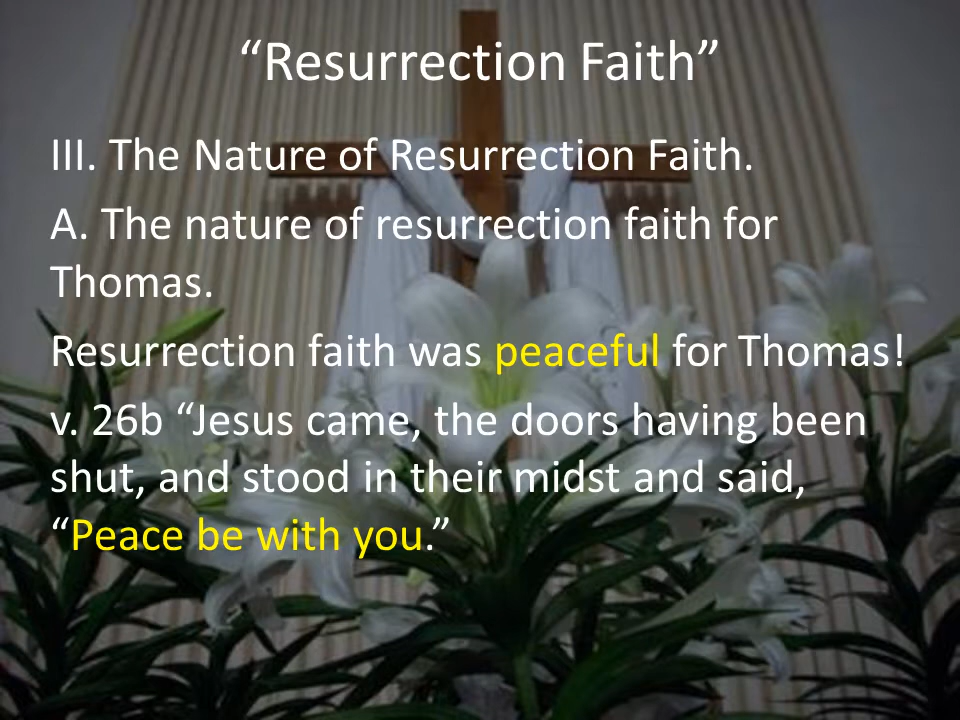 “Resurrection Faith”
III. The Nature of Resurrection Faith.
A. The nature of resurrection faith for
Thomas.
Resurrection faith was peaceful for Thomas!
v. 26b “Jesus came, the doors having been
shut, and stood in their midst and said,
“Peace be with you.”